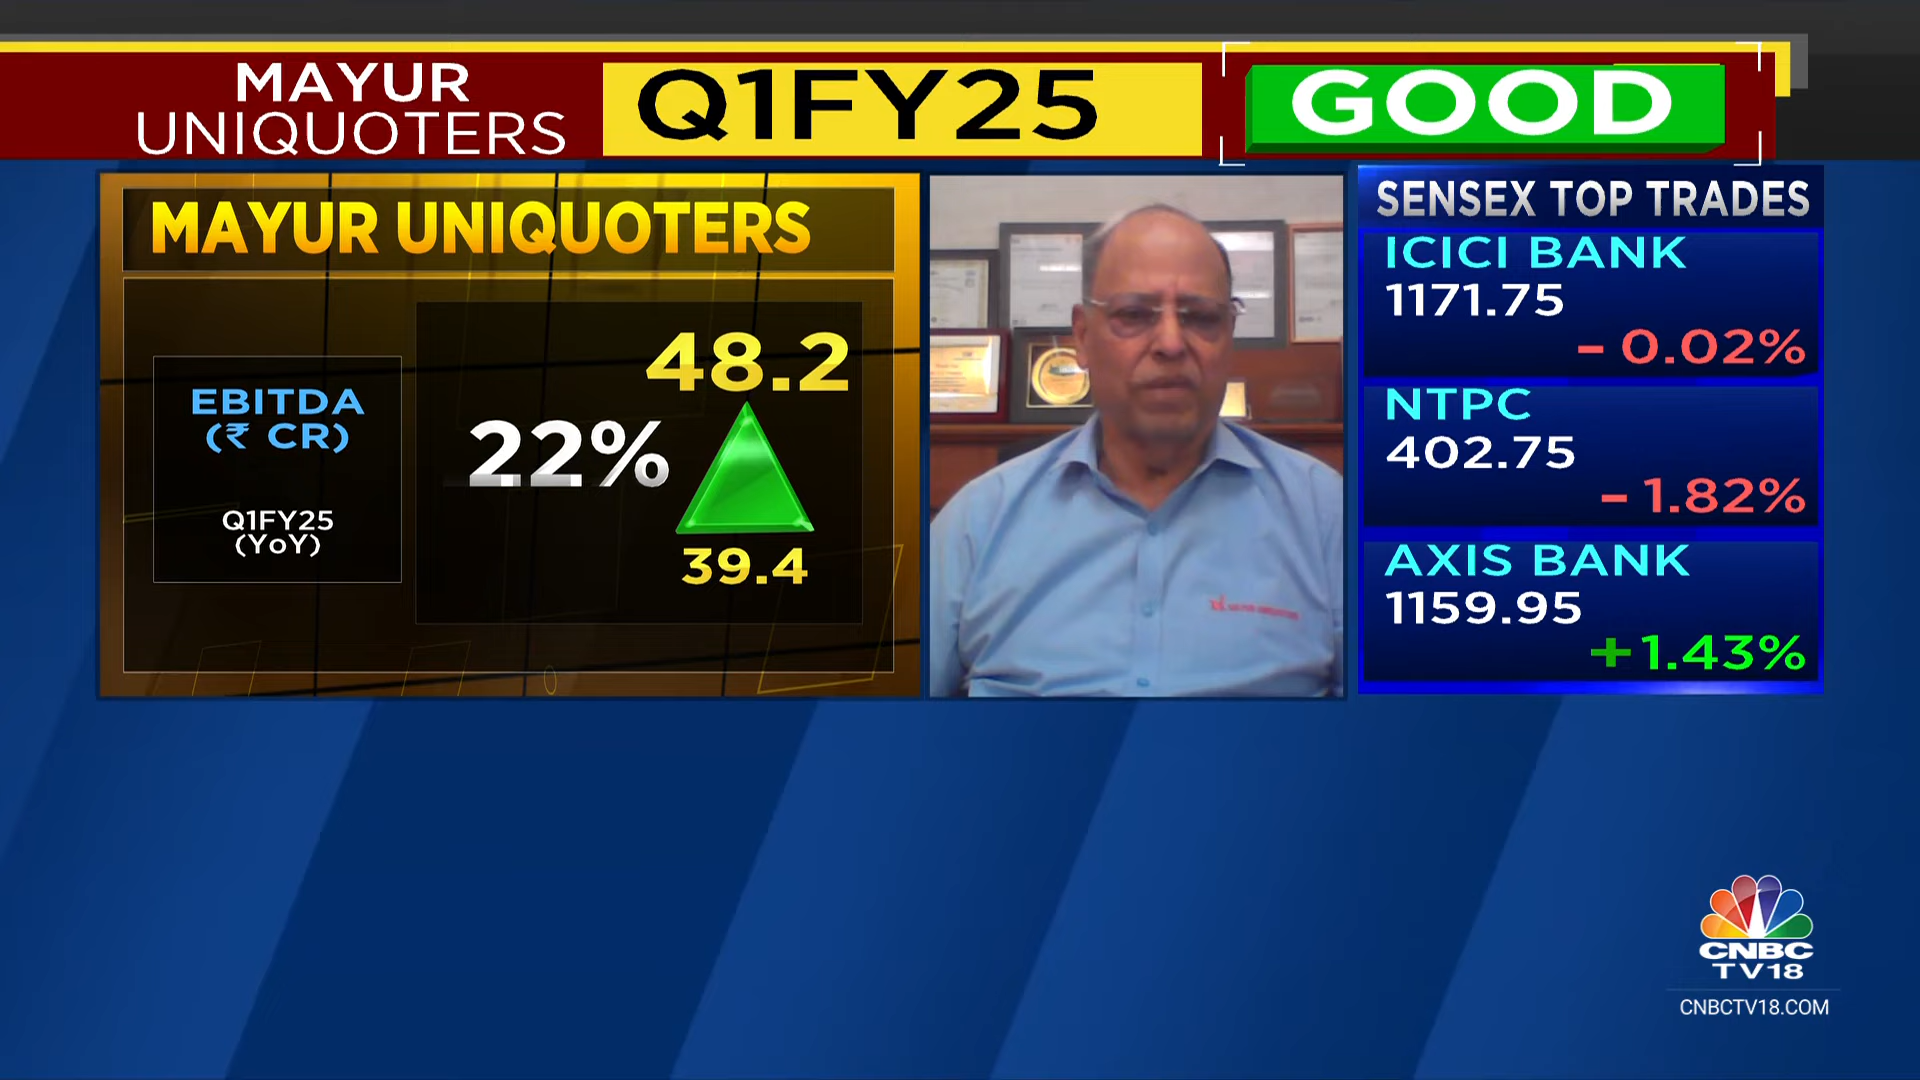 MAYUR
UNIQUOTERS
Q1FY25
GOOD
MAYUR UNIQUOTERS
EBITDA
(₹ CR)
Q1FY25
(YoY)
48.2
22%
39.4
SENSEX TOP TRADES
ICICI BANK
1171.75
- 0.02%
NTPC
402.75
- 1.82%
AXIS BANK
1159.95
+1.43%
CNBC
TV18
CNBCTV18.COM